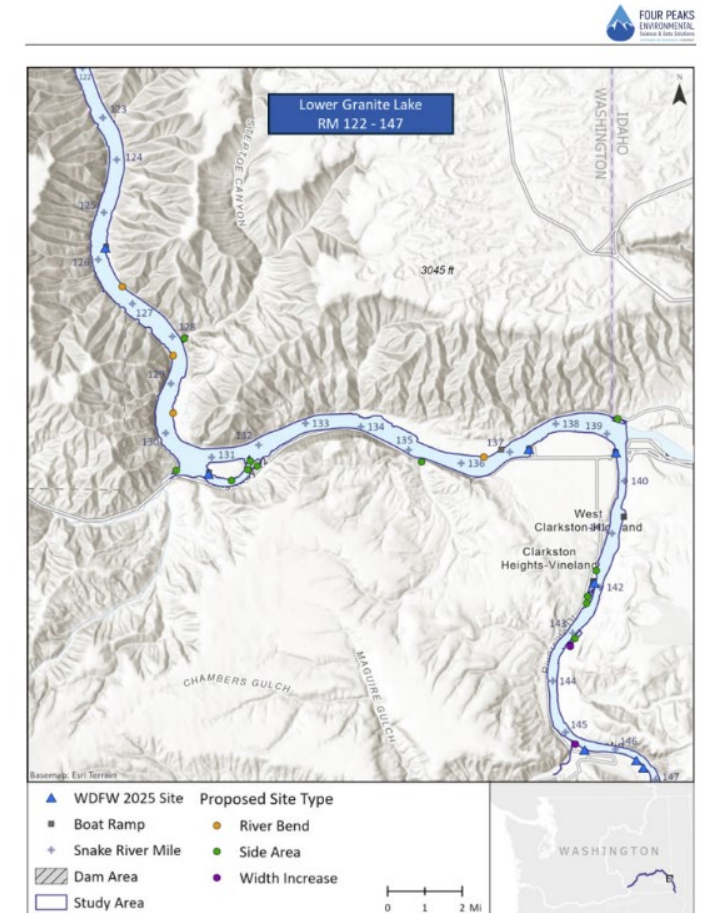 FOUR PEAKS
ENVIRONMENTAL
Science & Data Solutions
Lower Granite Lake
RM 122 - 147
N
122
123
124
125
126
127
128
129
130
131
132
133
134
135
136
137
138
139
140
142
143
144
145
146
147
STEPTOE CANYON
WASHINGTON
IDAHO
3045 ft
West
Clarkston-Highland
Clarkston
Heights-Vineland
CHAMBERS GULCH
MAGUIRE GULCH
Basemap: Esri Terrain
WDFW 2025 Site
Boat Ramp
Snake River Mile
Dam Area
Study Area
Proposed Site Type
River Bend
Side Area
Width Increase
0 1 2 Mi
WASHINGTON